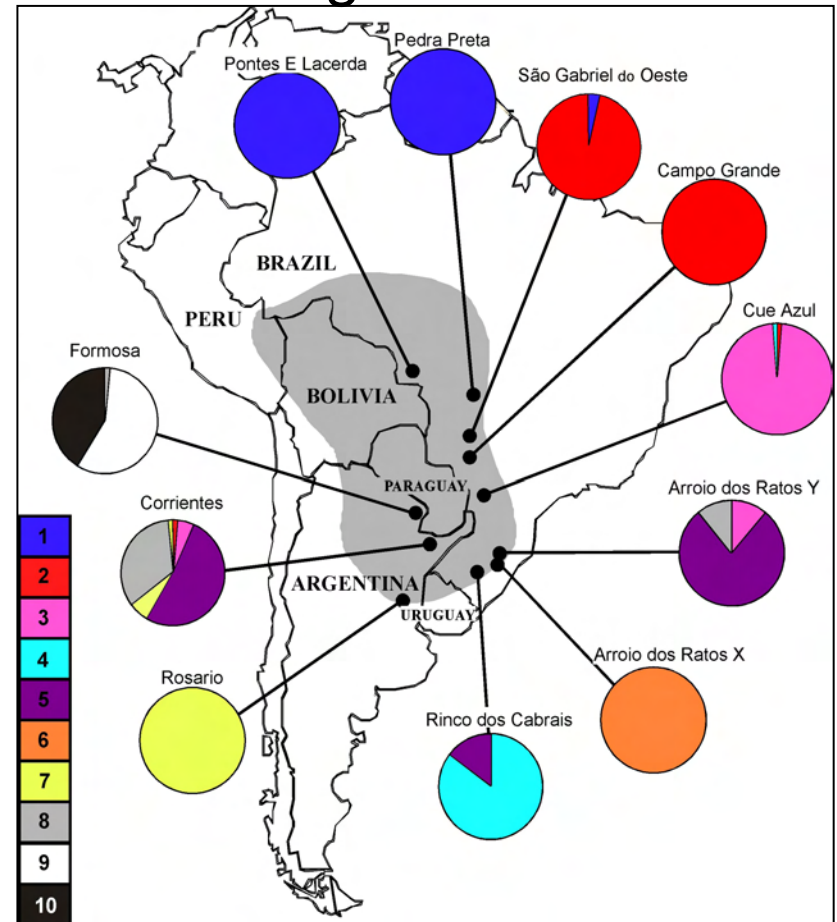 Pedra Preta
Pontes E Lacerda
São Gabriel do Oeste
Campo Grande
BRAZIL
PERU
Cue Azul
Formosa
BOLIVIA
PARAGUAY
Arroio dos Ratos Y
Corrientes
ARGENTINA
URUGUAY
Arroio dos Ratos X
Rosario
Rinco dos Cabrais
1
2
3
4
5
6
7
8
9
10